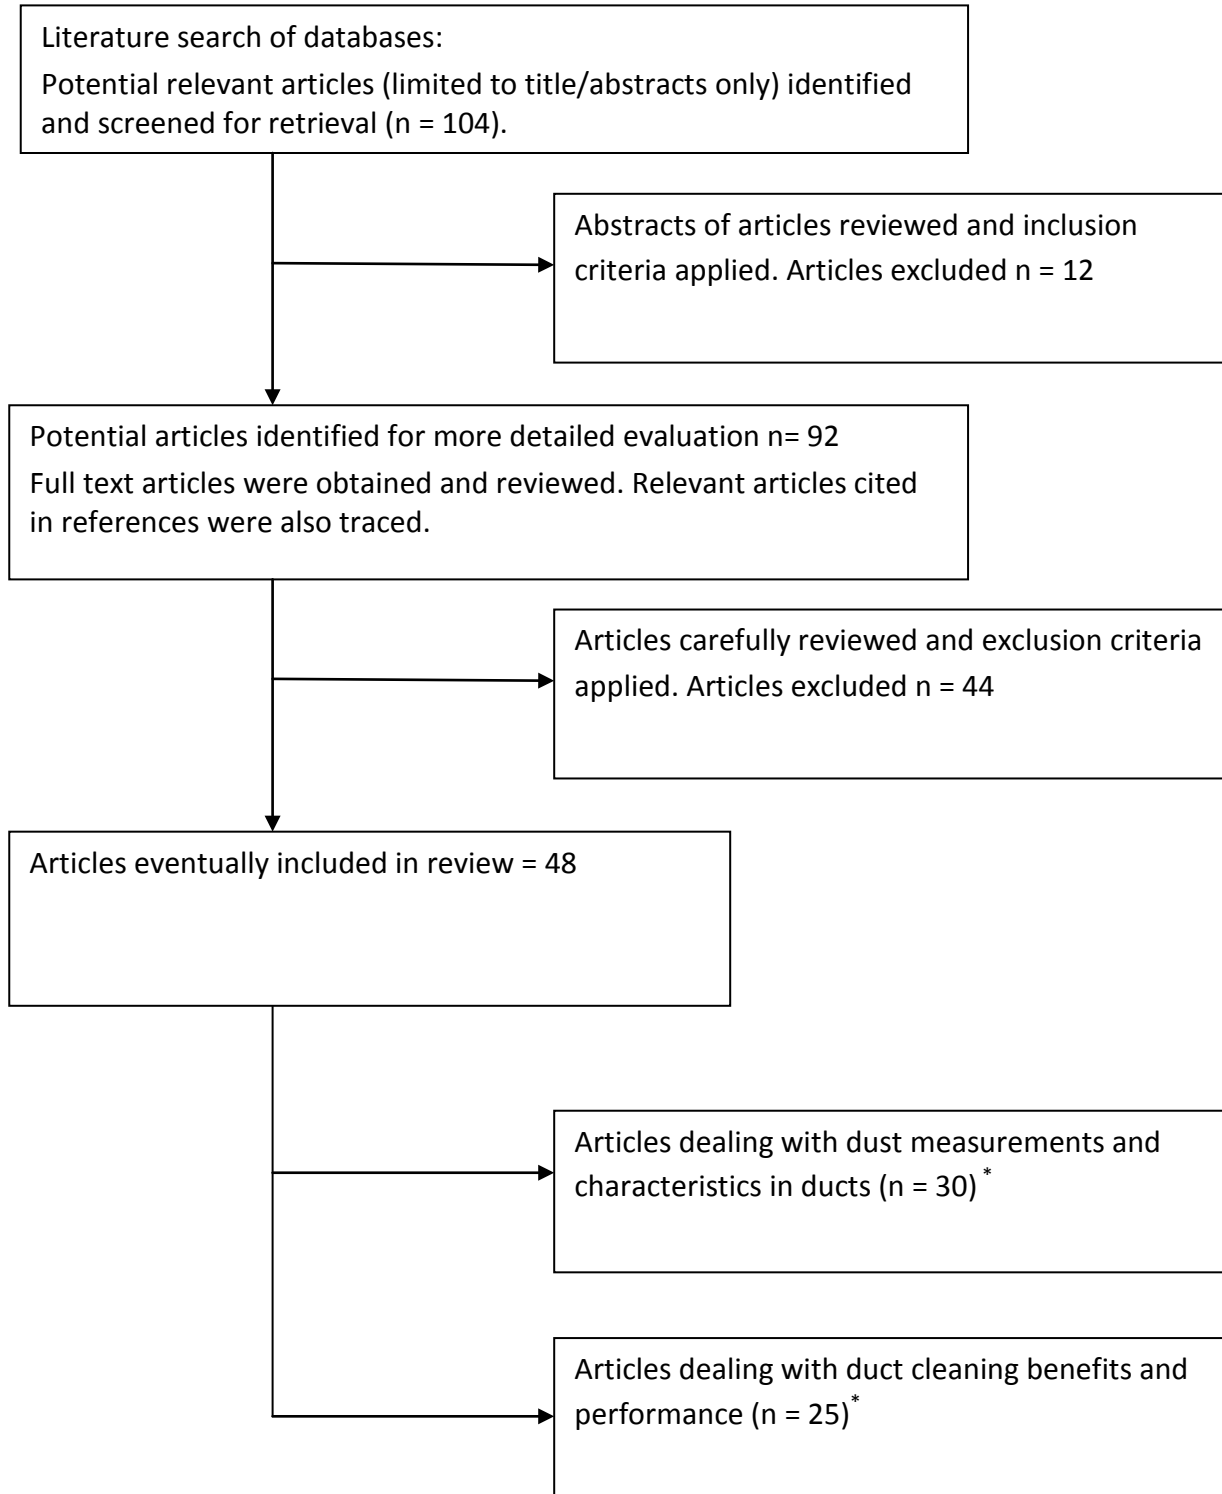 Literature search of databases:
Potential relevant articles (limited to title/abstracts only) identified
and screened for retrieval (n = 104).
Abstracts of articles reviewed and inclusion
criteria applied. Articles excluded n = 12
Potential articles identified for more detailed evaluation n= 92
Full text articles were obtained and reviewed. Relevant articles cited
in references were also traced.
Articles carefully reviewed and exclusion criteria
applied. Articles excluded n = 44
Articles eventually included in review = 48
Articles dealing with dust measurements and
characteristics in ducts (n = 30) *
Articles dealing with duct cleaning benefits and
performance (n = 25)*